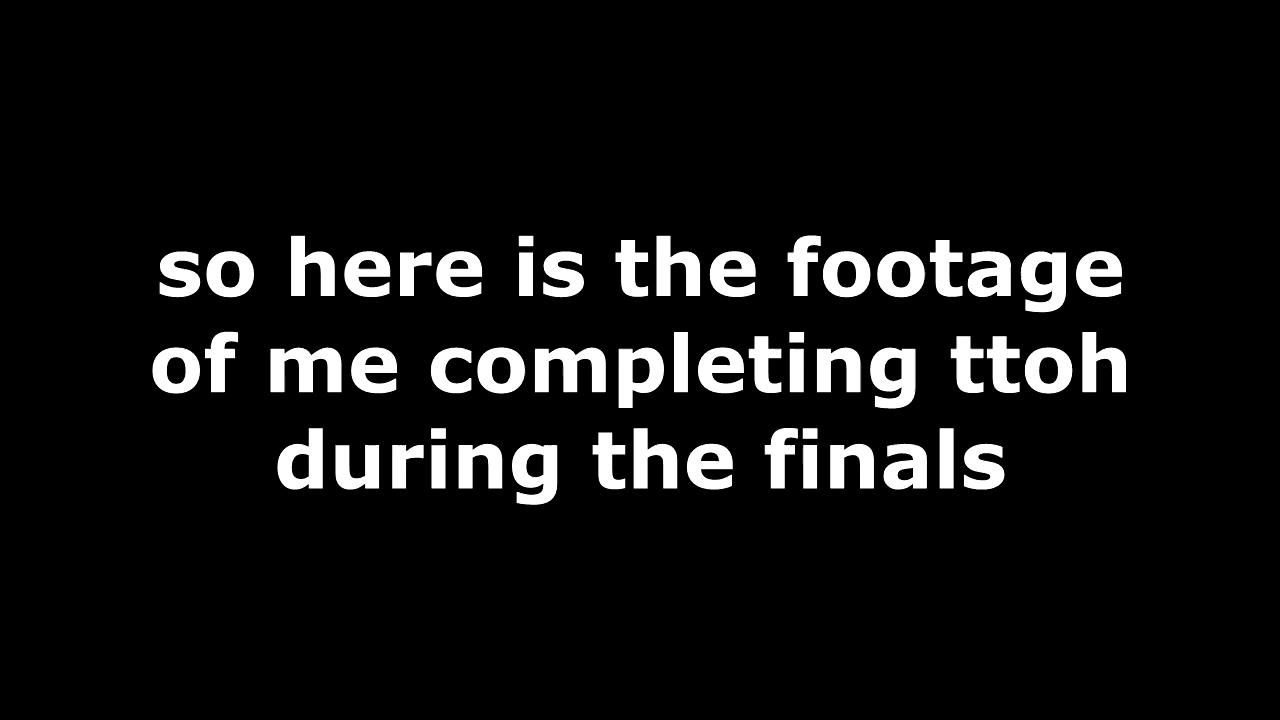 so here is the footage
of me completing ttoh
during the finals